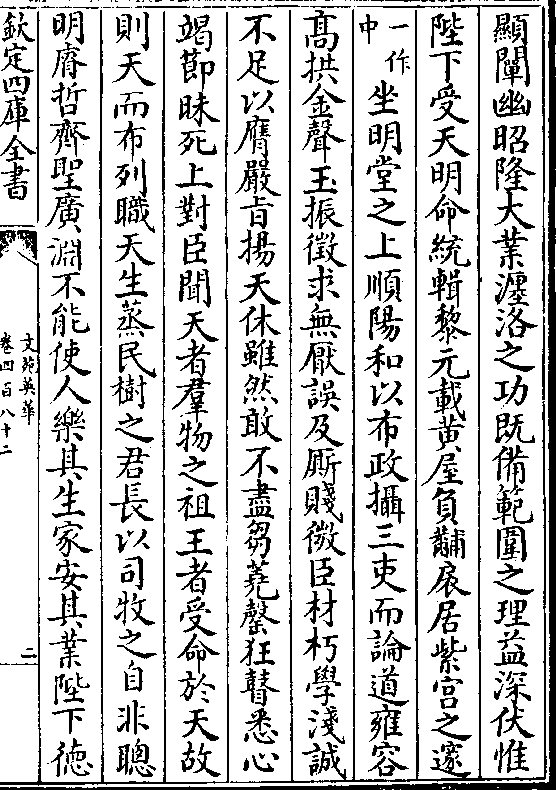 顯闡幽昭隆大業瀍洛之功既備範圍之理益深伏惟
陛下受天明命統輯黎元載黄屋負黼扆居紫宫之邃
一作中坐明堂之上順陽和以布政攝三吏而論道雍容
髙拱金聲玉振徵求無厭誤及厮賤微臣材朽學淺誠
不足以膺嚴㫖揚天休雖然敢不盡芻蕘罄狂瞽悉心
竭節昧死上對臣聞天者羣物之祖王者受命於天故
則天而布列職天生蒸民樹之君長以司牧之自非聰
明膺哲齊聖廣淵不能使人樂其生家安其業陛下徳
欽定四庫全書
文苑英華
卷四百八十二
二